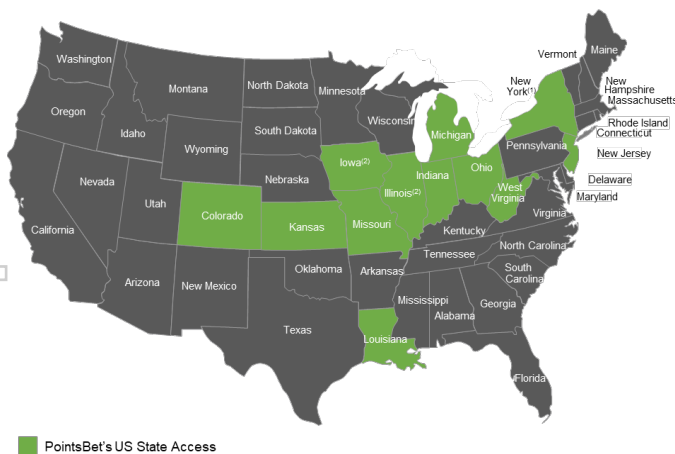 Maine
Vermont
Washington
New
Hampshire
Massachusetts
Montana
North Dakota
Minnesota
New
York(1)
Oregon
Idaho
South Dakota
Wisconsin
Michigan
Rhode Island
Connecticut
Wyoming
Pennsylvania
New Jersey
Iowa(2)
Nebraska
Nevada
Utah
Illinois(2)
Indiana
Ohio
Delaware
Maryland
West
Virginia
Virginia
Colorado
Kansas
Missouri
Kentucky
California
North Carolina
Tennessee
Oklahoma
Arkansas
South
Carolina
Arizona
New Mexico
Mississippi
Alabama
Georgia
Texas
Louisiana
Florida
PointsBet's US State Access